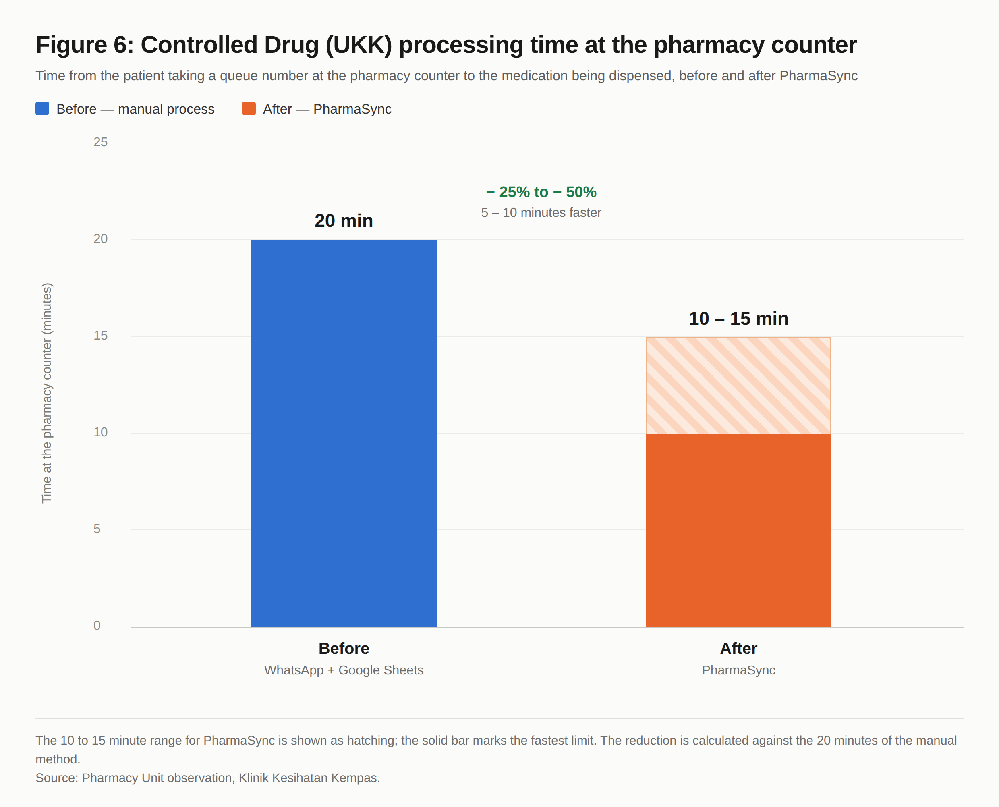 Figure 6: Controlled Drug (UKK) processing time at the pharmacy counter
Time from the patient taking a queue number at the pharmacy counter to the medication being dispensed, before and after PharmaSync
Before — manual process
After — PharmaSync
Time at the pharmacy counter (minutes)
25
20
15
10
5
0
− 25% to − 50%
5 – 10 minutes faster
20 min
10 – 15 min
Before
WhatsApp + Google Sheets
After
PharmaSync
The 10 to 15 minute range for PharmaSync is shown as hatching; the solid bar marks the fastest limit. The reduction is calculated against the 20 minutes of the manual
method.
Source: Pharmacy Unit observation, Klinik Kesihatan Kempas.